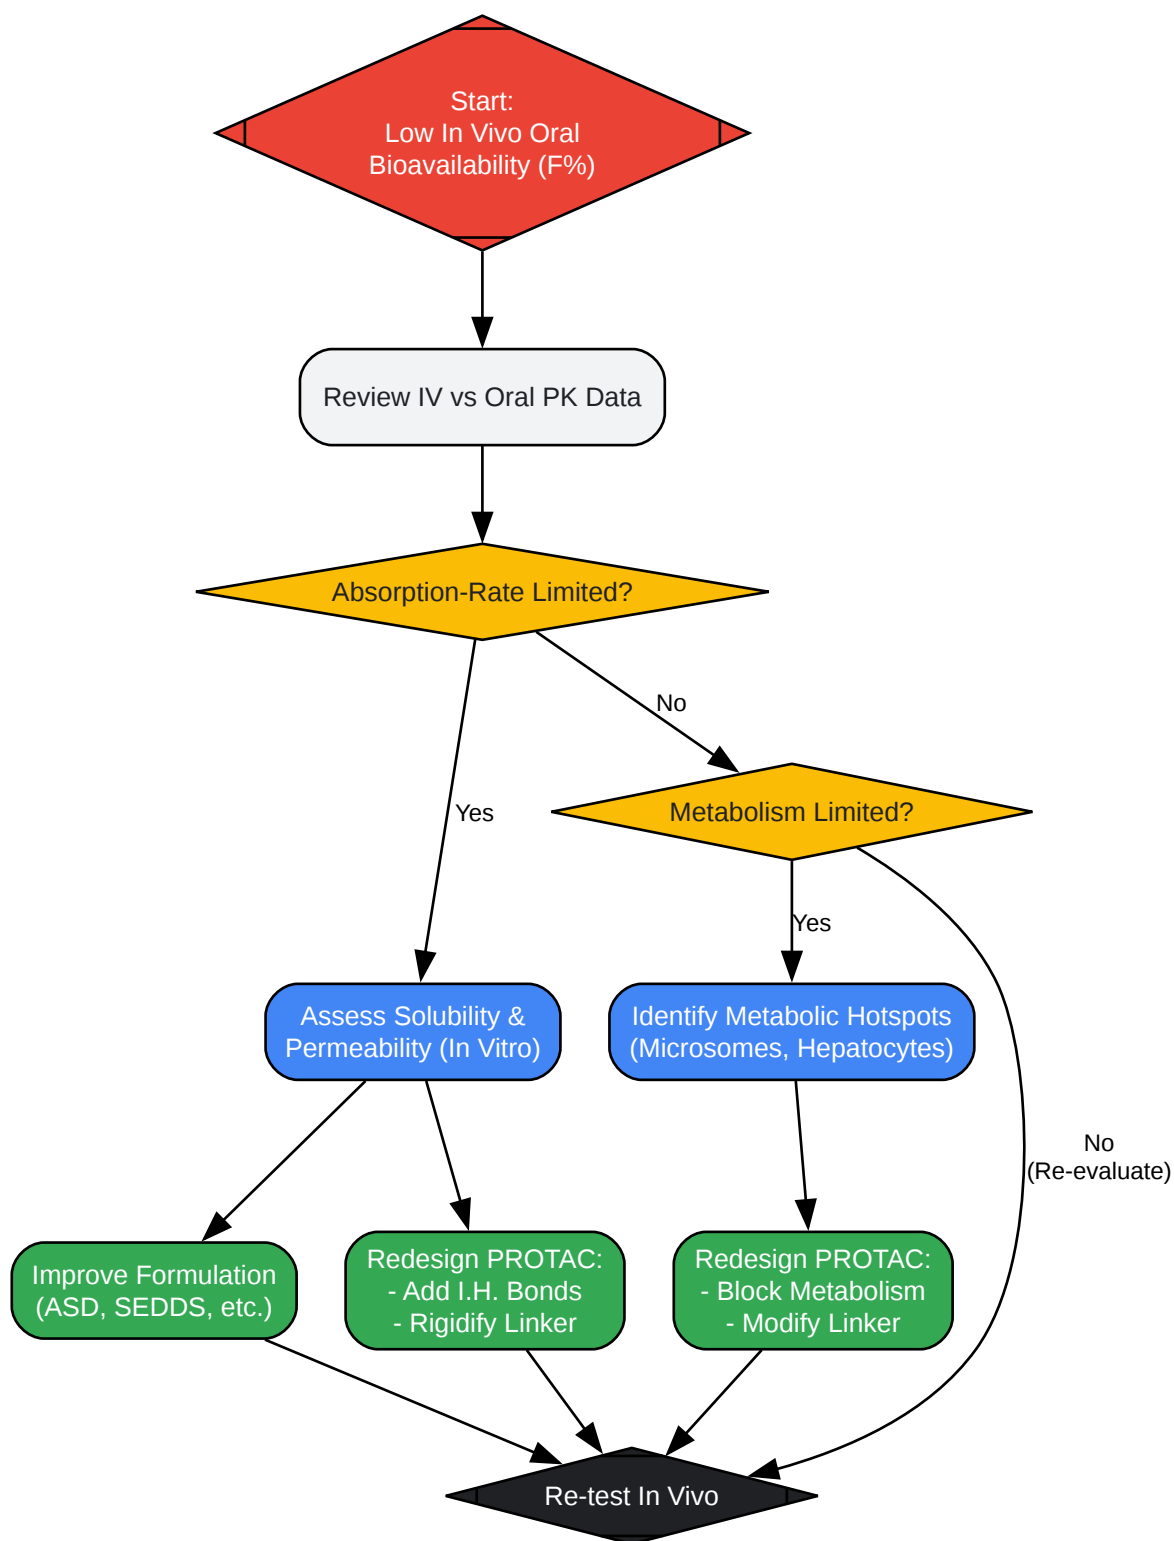 Start:
Low In Vivo Oral
Bioavailability (F%)
Review IV vs Oral PK Data
Absorption-Rate Limited?
No
Yes
Metabolism Limited?
Yes
Assess Solubility &
Permeability (In Vitro)
Identify Metabolic Hotspots
(Microsomes, Hepatocytes)
No
(Re-evaluate)
Improve Formulation
(ASD, SEDDS, etc.)
Redesign PROTAC:
- Add I.H. Bonds
- Rigidify Linker
Redesign PROTAC:
- Block Metabolism
- Modify Linker
Re-test In Vivo